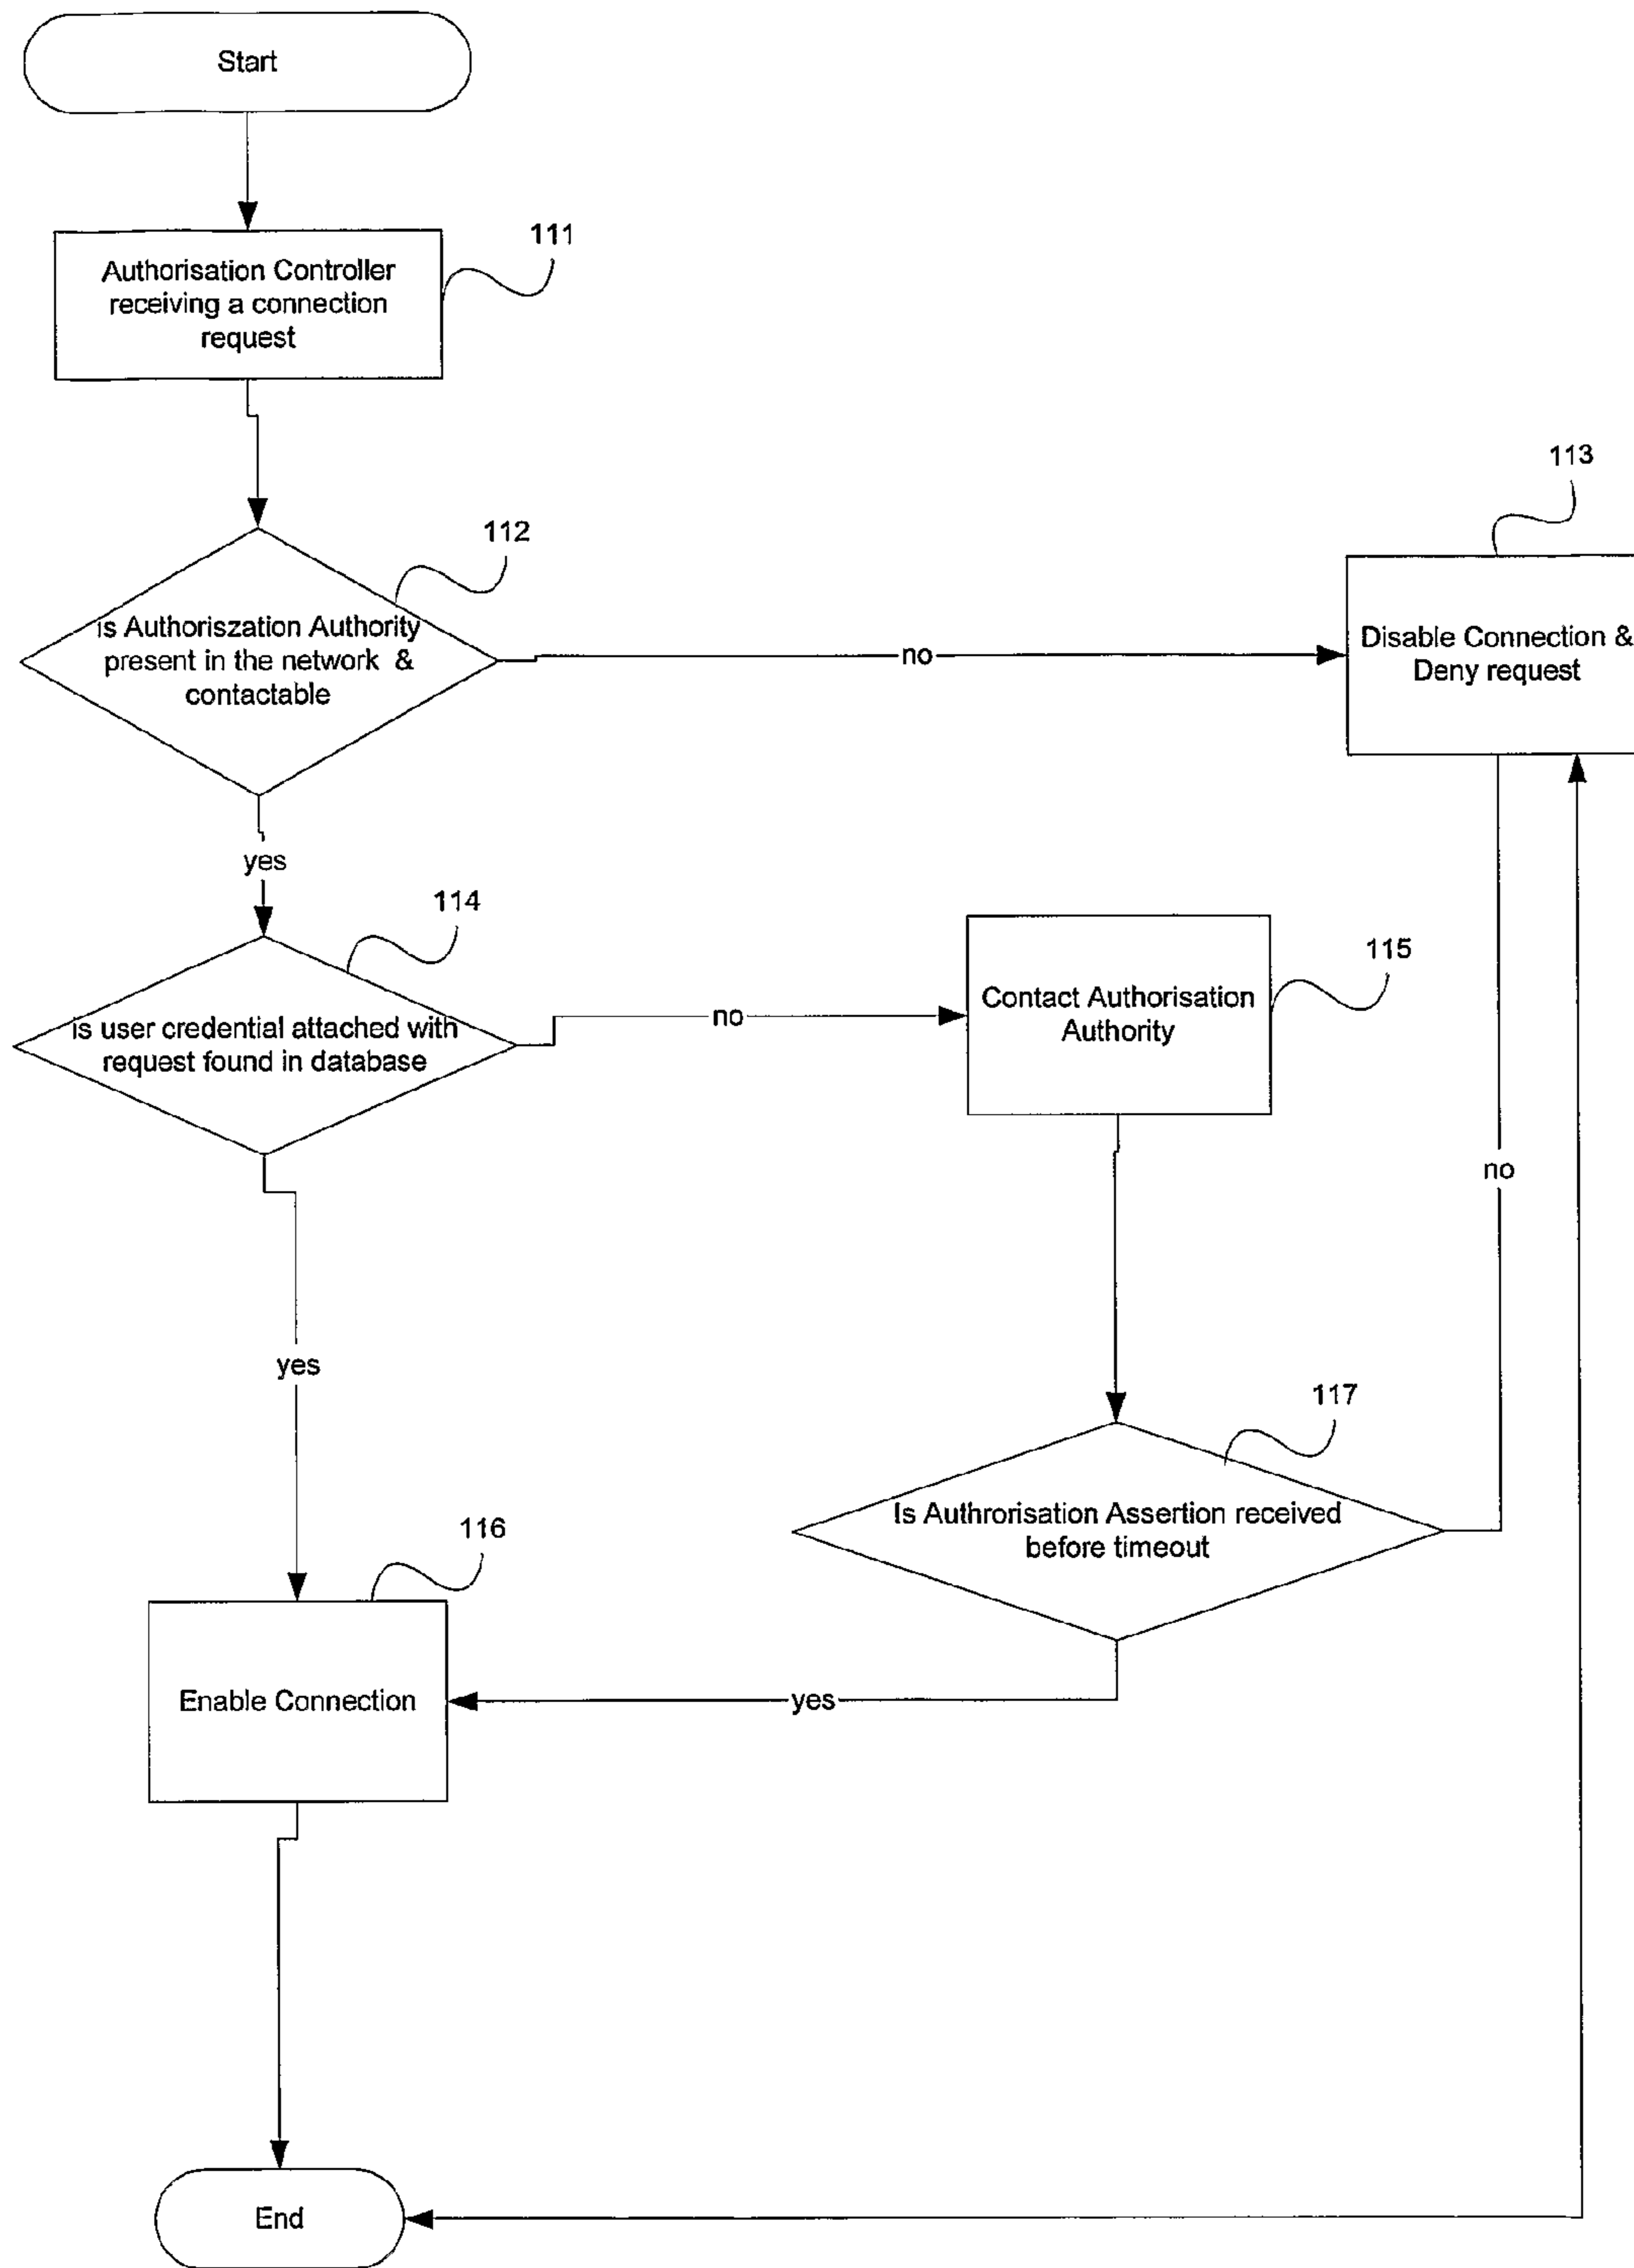 Start
111
Authorisation Controller
receiving a connection
request
113
112
is Authoriszation Authority
present in the network &
contactable
no
Disable Connection &
Deny request
yes
114
115
is user credential attached with
request found in database
no
Contact Authorisation
Authority
no
yes
117
Is Authrorisation Assertion received
before timeout
116
Enable Connection
yes
End